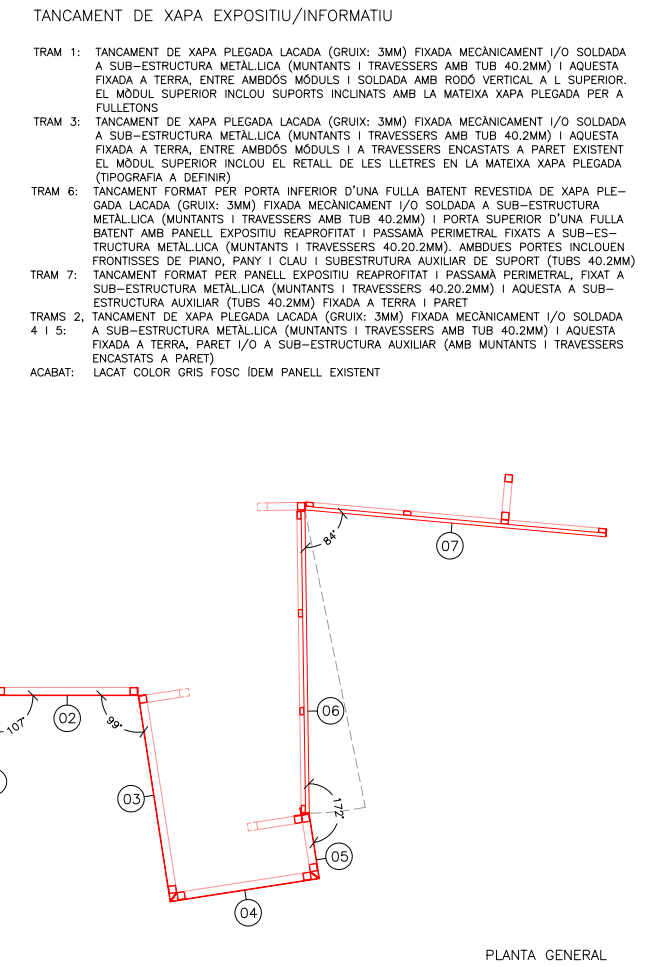 TANCAMENT DE XAPA EXPOSITIU/INFORMATIU
TRAM 1: TANCAMENT DE XAPA PLEGADA LACADA (GRUIX: 3MM) FIXADA MECÀNICAMENT I/O SOLDADA
A SUB-ESTRUCTURA METÀL.LICA (MUNTANTS I TRAVESSERS AMB TUB 40.2MM) I AQUESTA
FIXADA A TERRA, ENTRE AMBDÓS MÓDULS I SOLDADA AMB RODÓ VERTICAL A L SUPERIOR.
EL MÒDUL SUPERIOR INCLOU SUPORTS INCLINATS AMB LA MATEIXA XAPA PLEGADA PER A
FULLETONS
TRAM 3: TANCAMENT DE XAPA PLEGADA LACADA (GRUIX: 3MM) FIXADA MECÀNICAMENT I/O SOLDADA
A SUB-ESTRUCTURA METÀL.LICA (MUNTANTS I TRAVESSERS AMB TUB 40.2MM) I AQUESTA
FIXADA A TERRA, ENTRE AMBDÓS MÓDULS I A TRAVESSERS ENCASTATS A PARET EXISTENT
EL MÒDUL SUPERIOR INCLOU EL RETALL DE LES LLETRES EN LA MATEIXA XAPA PLEGADA
(TIPOGRAFIA A DEFINIR)
TRAM 6: TANCAMENT FORMAT PER PORTA INFERIOR D'UNA FULLA BATENT REVESTIDA DE XAPA PLE-
GADA LACADA (GRUIX: 3MM) FIXADA MECÀNICAMENT I/O SOLDADA A SUB-ESTRUCTURA
METÀL.LICA (MUNTANTS I TRAVESSERS AMB TUB 40.2MM) I PORTA SUPERIOR D'UNA FULLA
BATENT AMB PANELL EXPOSITIU REAPROFITAT I PASSAMÀ PERIMETRAL FIXATS A SUB-ES-
TRUCTURA METÀL.LICA (MUNTANTS I TRAVESSERS 40.20.2MM). AMBDUES PORTES INCLOUEN
FRONTISSES DE PIANO, PANY I CLAU I SUBESTRUTURA AUXILIAR DE SUPORT (TUBS 40.2MM)
TRAM 7: TANCAMENT FORMAT PER PANELL EXPOSITIU REAPROFITAT I PASSAMÀ PERIMETRAL, FIXAT A
SUB-ESTRUCTURA METÀL.LICA (MUNTANTS I TRAVESSERS 40.20.2MM) I AQUESTA A SUB-
ESTRUCTURA AUXILIAR (TUBS 40.2MM) FIXADA A TERRA I PARET
TRAMS 2, TANCAMENT DE XAPA PLEGADA LACADA (GRUIX: 3MM) FIXADA MECÀNICAMENT I/O SOLDADA
4 I 5: A SUB-ESTRUCTURA METÀL.LICA (MUNTANTS I TRAVESSERS AMB TUB 40.2MM) I AQUESTA
FIXADA A TERRA, PARET I/O A SUB-ESTRUCTURA AUXILIAR (AMB MUNTANTS I TRAVESSERS
ENCASTATS A PARET)
ACABAT: LACAT COLOR GRIS FOSC ÍDEM PANELL EXISTENT
84°
07
06
107°
02
99°
03
172°
05
04
PLANTA GENERAL